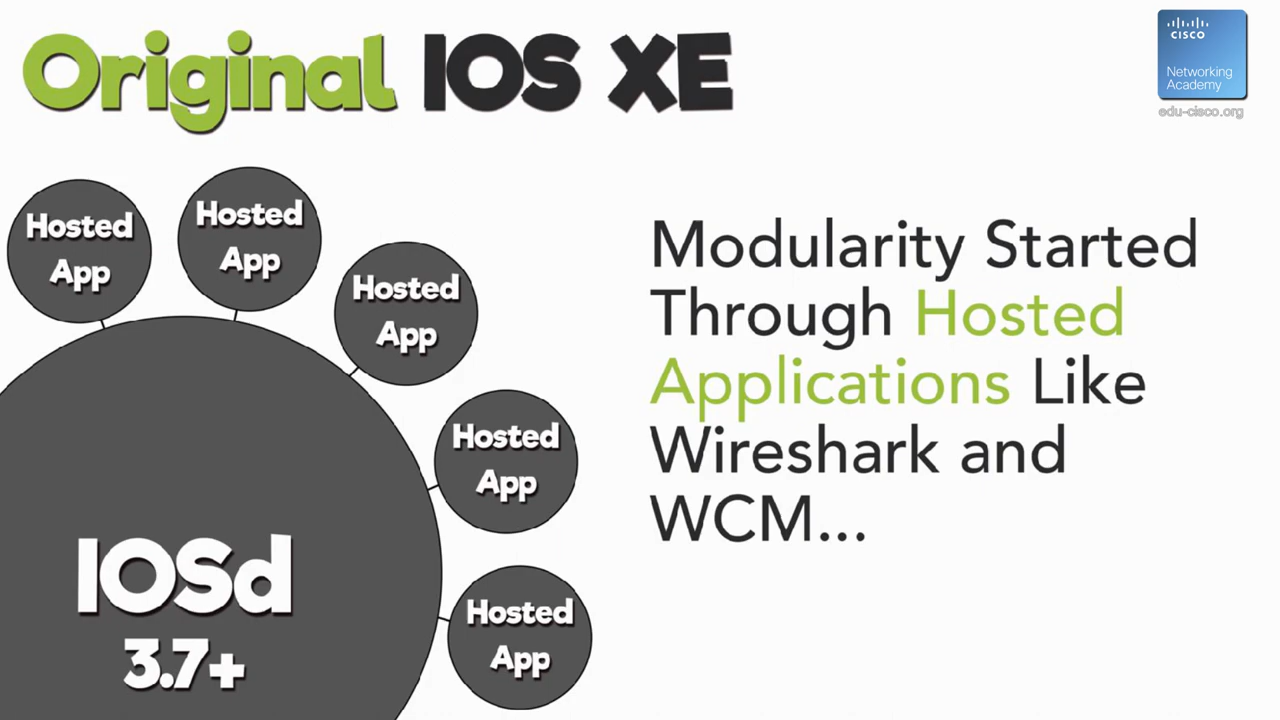 Original IOS XE
CISCO
Networking
Academy
edu-cisco.org
Hosted
App
Hosted
App
Hosted
App
Hosted
App
Hosted
App
IOSd
3.7+
Modularity Started
Through Hosted
Applications Like
Wireshark and
WCM...